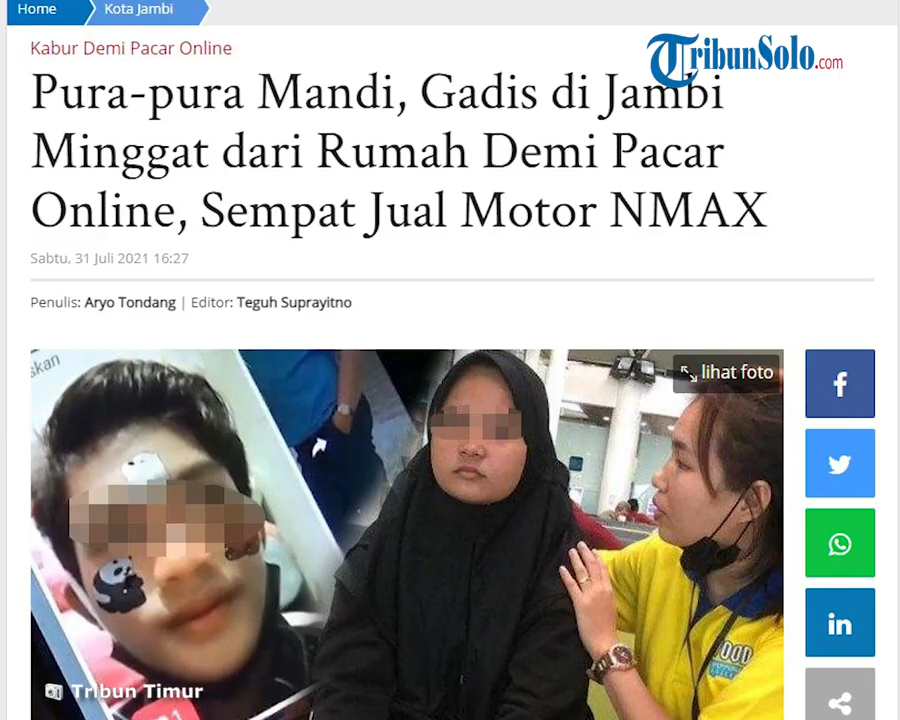 Home
Kota Jambi
Kabur Demi Pacar Online
TribunSolo.com
Pura-pura Mandi, Gadis di Jambi
Minggat dari Rumah Demi Pacar
Online, Sempat Jual Motor NMAX
Sabtu, 31 Juli 2021 16:27
Penulis: Aryo Tondang | Editor: Teguh Suprayitno
skan
lihat foto
Tribun Timur